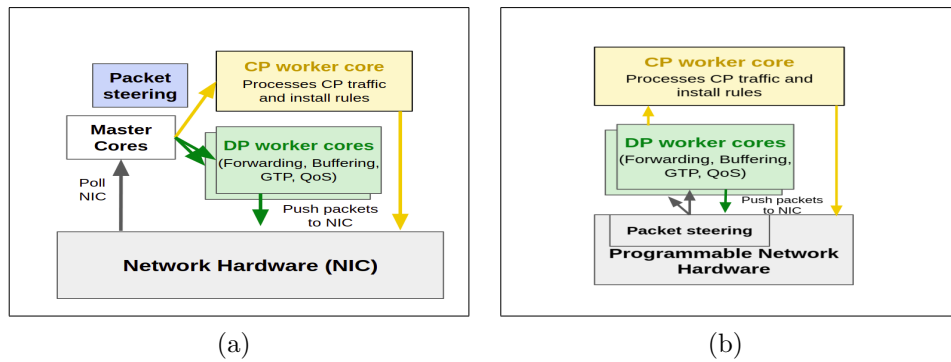 CP worker core
Processes CP traffic
and install rules
Packet
steering
Master
Cores
DP worker cores
(Forwarding, Buffering,
GTP, QoS)
Poll
NIC
Push packets
to NIC
Network Hardware (NIC)
(a)
CP worker core
Processes CP traffic and
install rules
DP worker cores
(Forwarding, Buffering,
GTP, QoS)
Push packets
to NIC
Packet steering
Programmable Network
Hardware
(b)